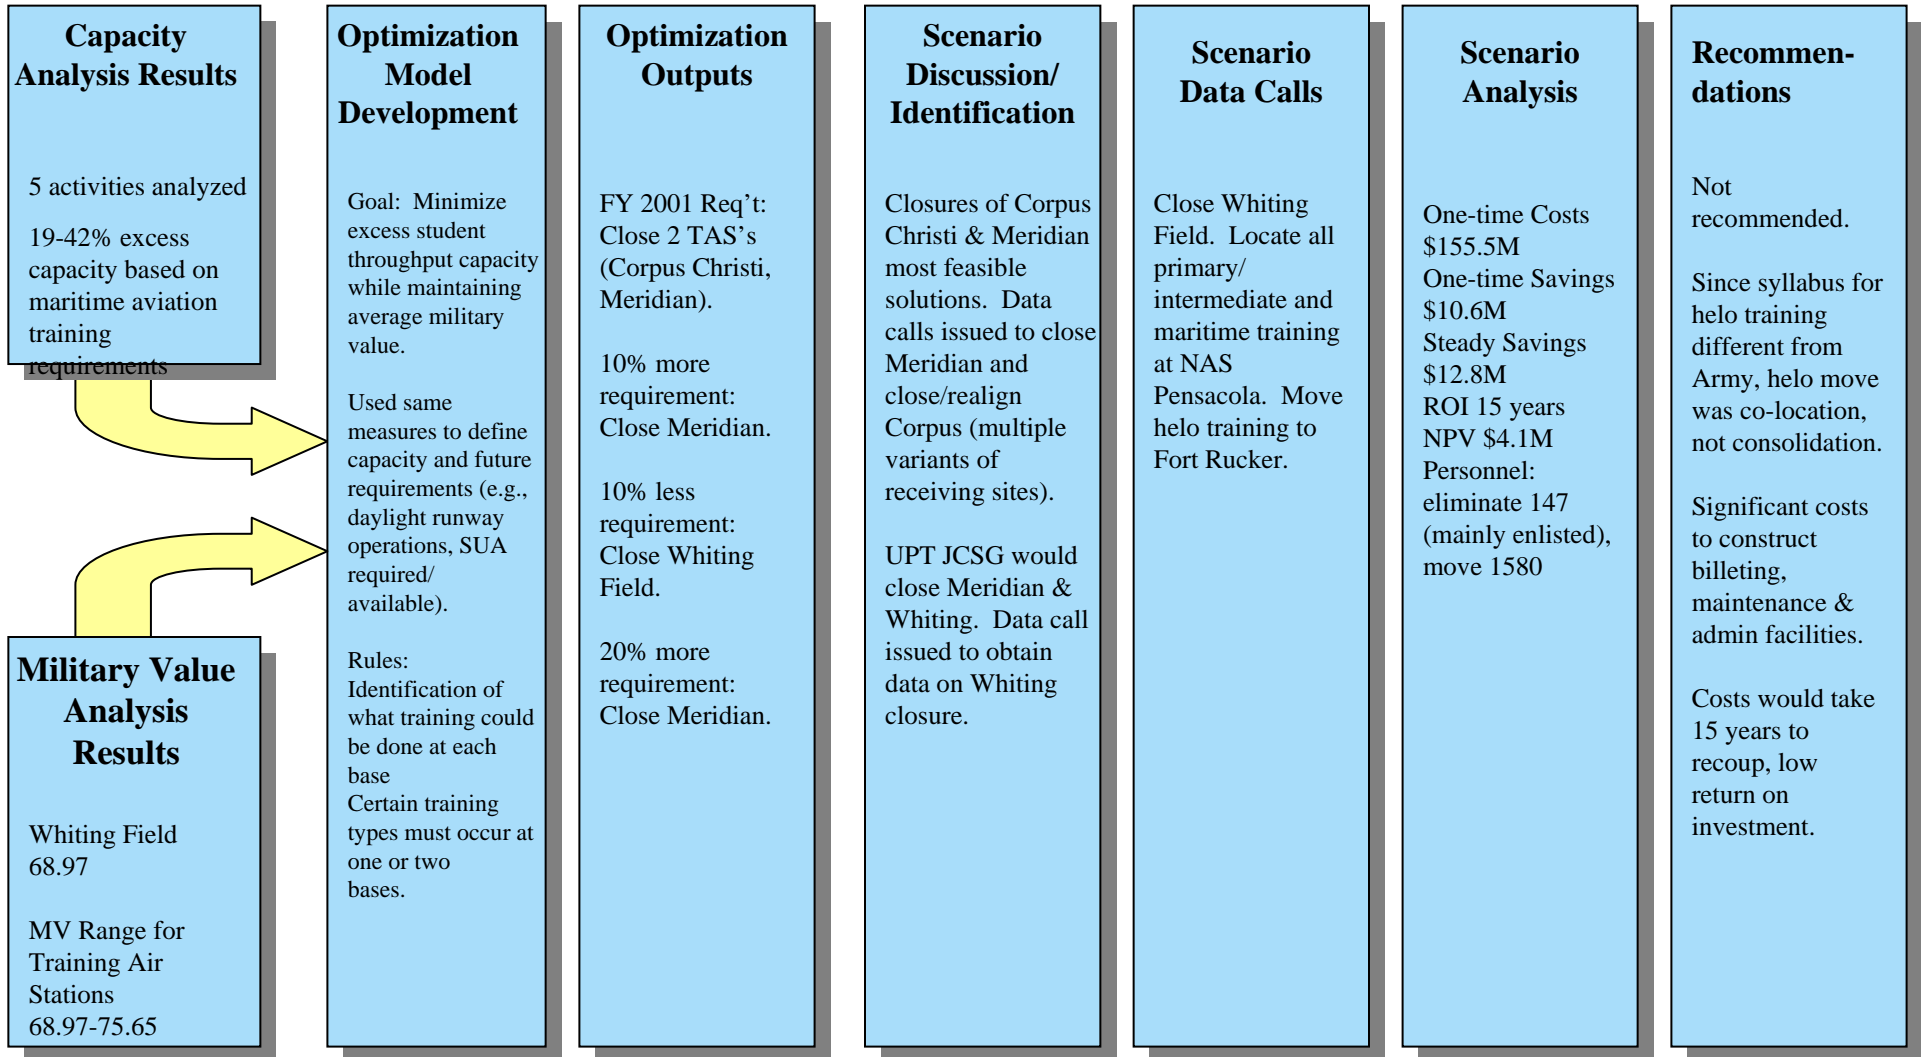 Capacity
Analysis Results
5 activities analyzed
19-42% excess
capacity based on
maritime aviation
training
requirements
Military Value
Analysis
Results
Whiting Field
68.97
MV Range for
Training Air
Stations
68.97-75.65
Optimization
Model
Development
Goal: Minimize
excess student
throughput capacity
while maintaining
average military
value.
Used same
measures to define
capacity and future
requirements (e.g.,
daylight runway
operations, SUA
required/
available).
Rules:
Identification of
what training could
be done at each
base
Certain training
types must occur at
one or two
bases.
Optimization
Outputs
FY 2001 Req’t:
Close 2 TAS’s
(Corpus Christi,
Meridian).
10% more
requirement:
Close Meridian.
10% less
requirement:
Close Whiting
Field.
20% more
requirement:
Close Meridian.
Scenario
Discussion/
Identification
Closures of Corpus
Christi & Meridian
most feasible
solutions. Data
calls issued to close
Meridian and
close/realign
Corpus (multiple
variants of
receiving sites).
UPT JCSG would
close Meridian &
Whiting. Data call
issued to obtain
data on Whiting
closure.
Scenario
Data Calls
Close Whiting
Field. Locate all
primary/
intermediate and
maritime training
at NAS
Pensacola. Move
helo training to
Fort Rucker.
Scenario
Analysis
One-time Costs
$155.5M
One-time Savings
$10.6M
Steady Savings
$12.8M
ROI 15 years
NPV $4.1M
Personnel:
eliminate 147
(mainly enlisted),
move 1580
Recommen-
dations
Not
recommended.
Since syllabus for
helo training
different from
Army, helo move
was co-location,
not consolidation.
Significant costs
to construct
billeting,
maintenance &
admin facilities.
Costs would take
15 years to
recoup, low
return on
investment.